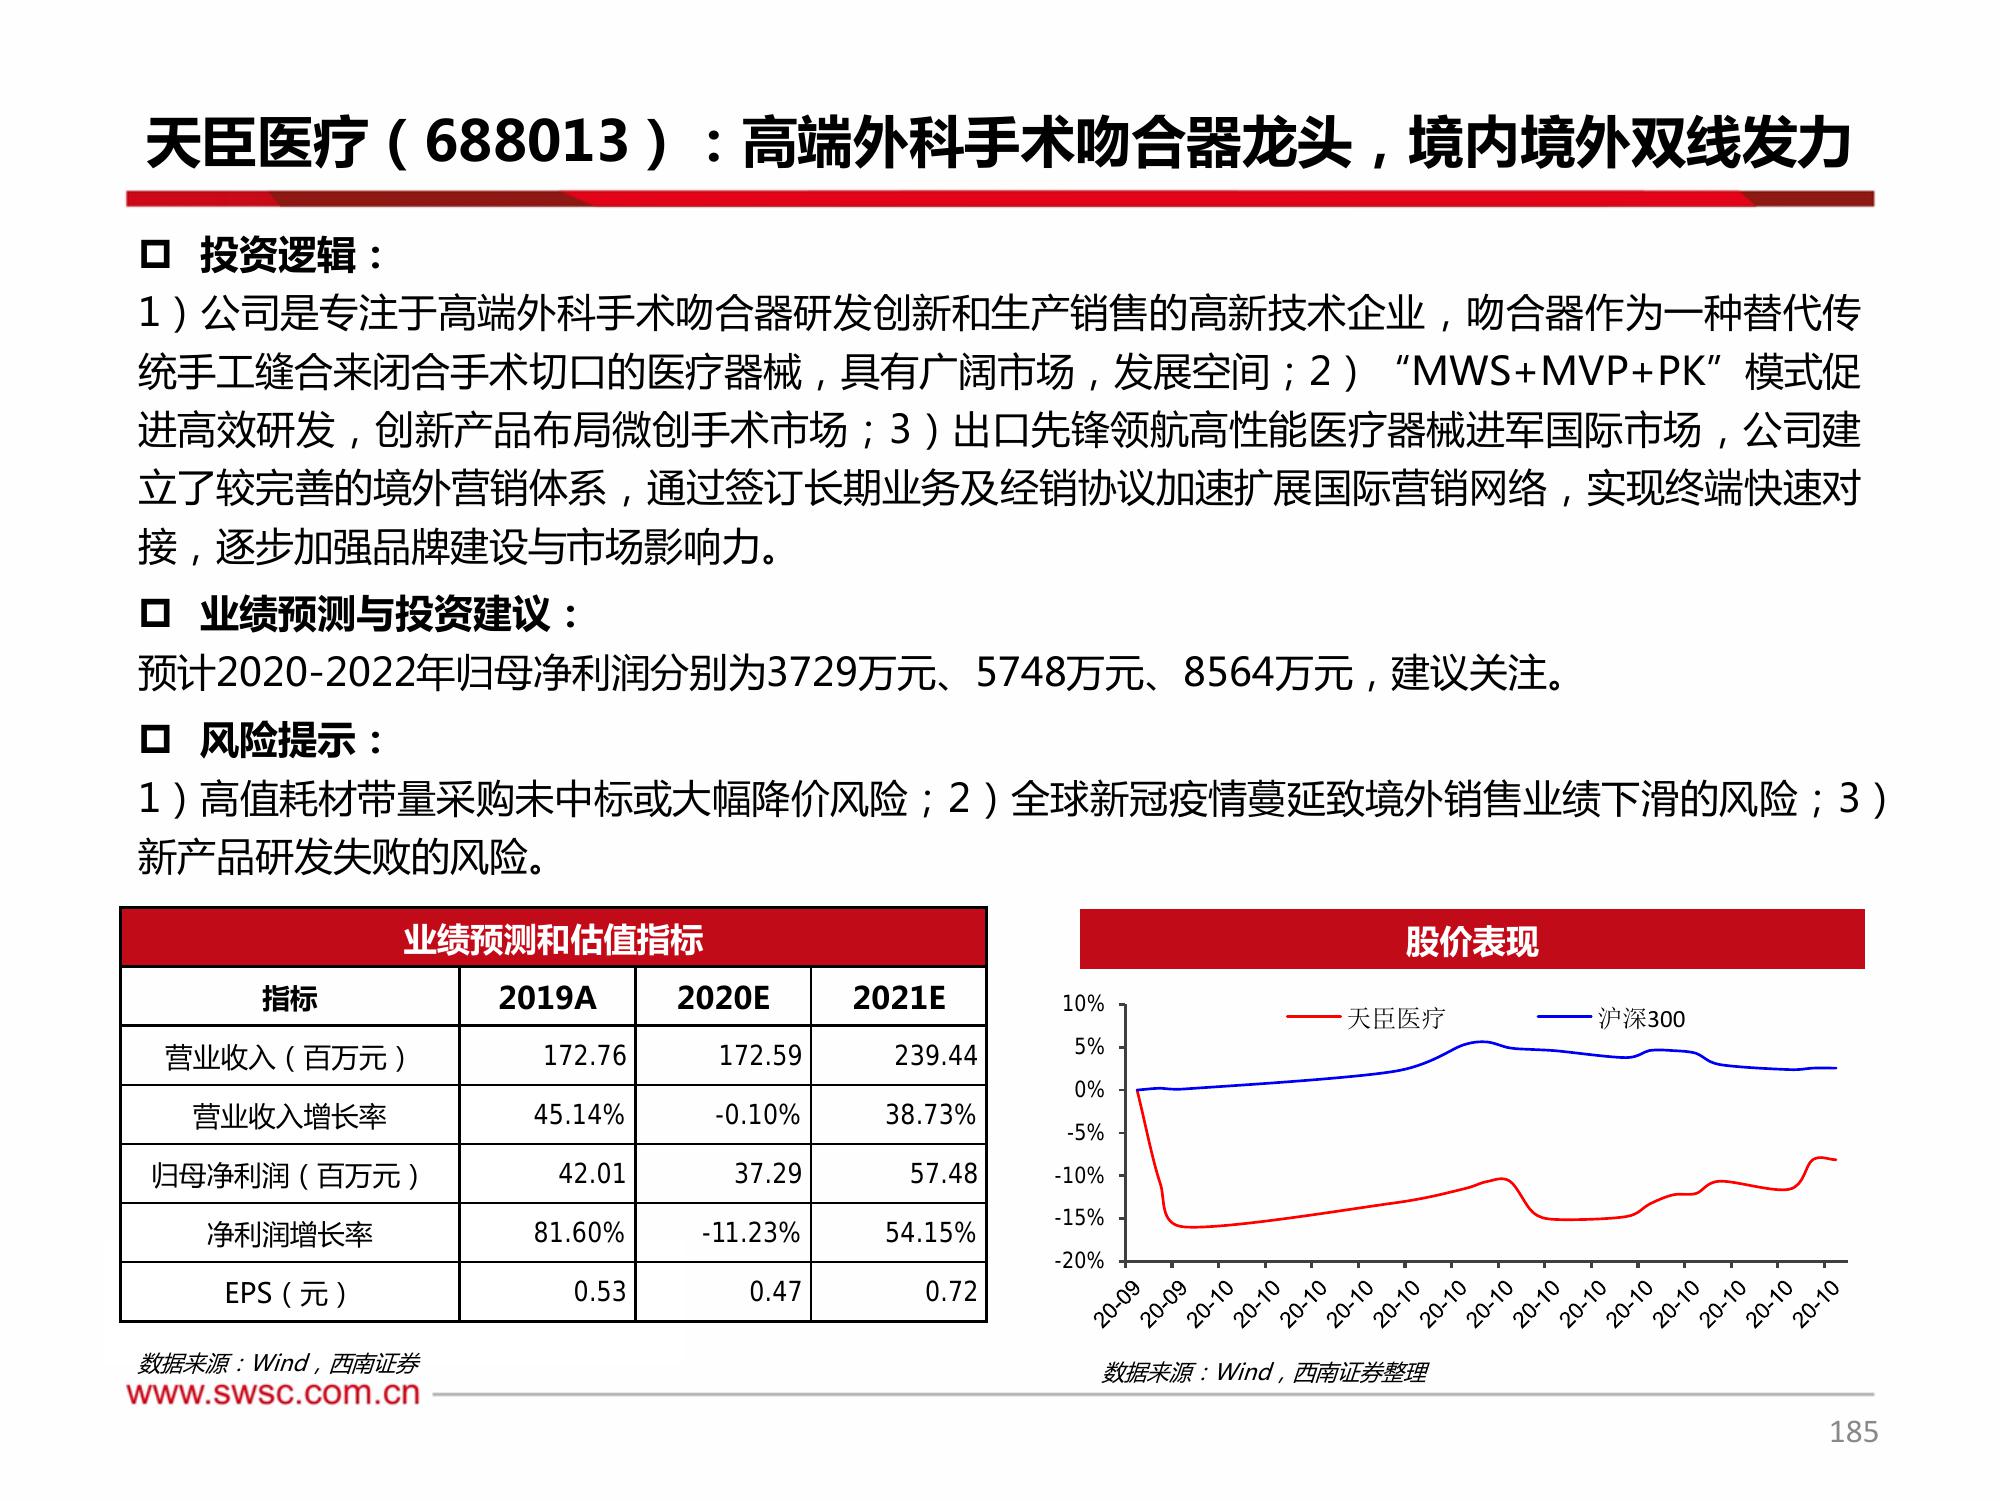 天臣医疗（688013）：高端外科手术吻合器龙头，境内境外双线发力
投资逻辑：
1）公司是专注于高端外科手术吻合器研发创新和生产销售的高新技术企业，吻合器作为一种替代传
统手工缝合来闭合手术切口的医疗器械，具有广阔市场，发展空间；2）“MWS+MVP+PK”模式促
进高效研发，创新产品布局微创手术市场；3）出口先锋领航高性能医疗器械进军国际市场，公司建
立了较完善的境外营销体系，通过签订长期业务及经销协议加速扩展国际营销网络，实现终端快速对
接，逐步加强品牌建设与市场影响力。
业绩预测与投资建议：
预计2020-2022年归母净利润分别为3729万元、5748万元、8564万元，建议关注。
风险提示：
1）高值耗材带量采购未中标或大幅降价风险；2）全球新冠疫情蔓延致境外销售业绩下滑的风险；3）
新产品研发失败的风险。
业绩预测和估值指标
指标 2019A 2020E 2021E
营业收入（百万元） 172.76 172.59 239.44
营业收入增长率 45.14% -0.10% 38.73%
归母净利润（百万元） 42.01 37.29 57.48
净利润增长率 81.60% -11.23% 54.15%
EPS（元） 0.53 0.47 0.72
数据来源：Wind，西南证券
股价表现
天臣医疗 沪深300
10%
5%
0%
-5%
-10%
-15%
-20%
20-09 20-09 20-10 20-10 20-10 20-10 20-10 20-10 20-10 20-10 20-10 20-10 20-10 20-10 20-10 20-10
数据来源：Wind，西南证券整理
www.swsc.com.cn
185